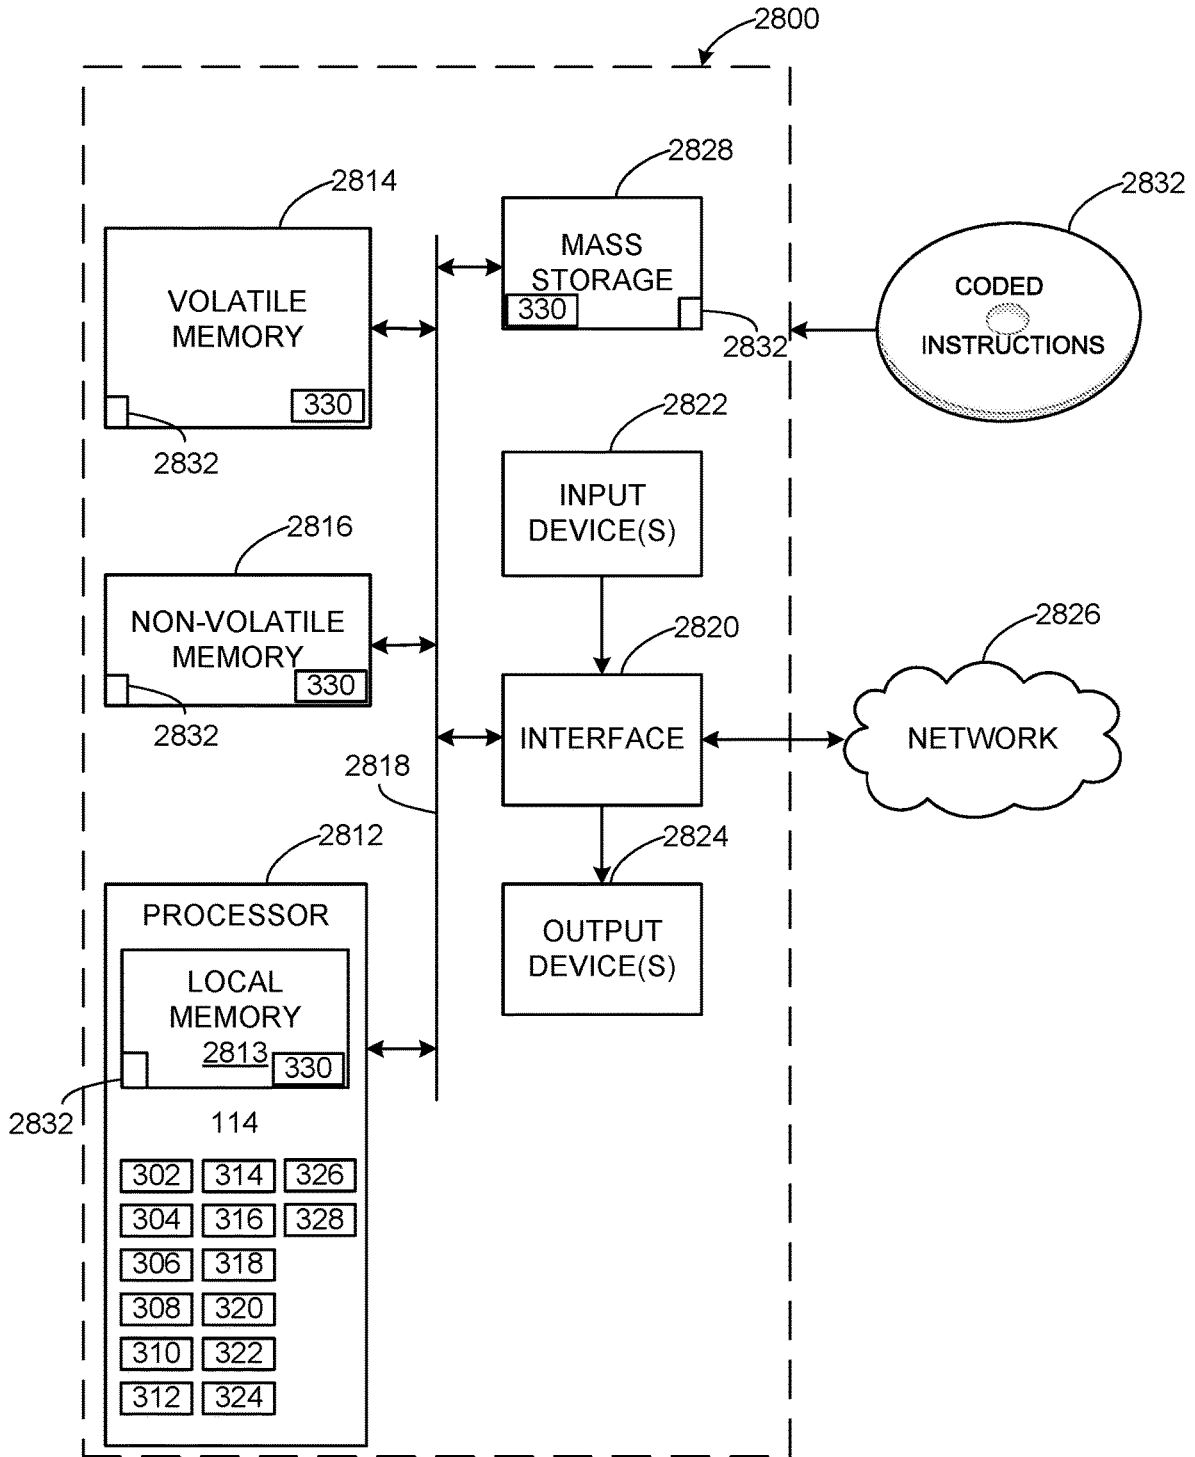 2800
2814
VOLATILE
MEMORY
330
2832
2828
MASS
STORAGE
330
2832
2832
CODED
INSTRUCTIONS
2822
INPUT
DEVICE(S)
2816
NON-VOLATILE
MEMORY
330
2832
2820
INTERFACE
2826
NETWORK
2818
2824
OUTPUT
DEVICE(S)
2812
PROCESSOR
LOCAL
MEMORY
2813
330
2832
114
302 314 326
304 316 328
306 318
308 320
310 322
312 324